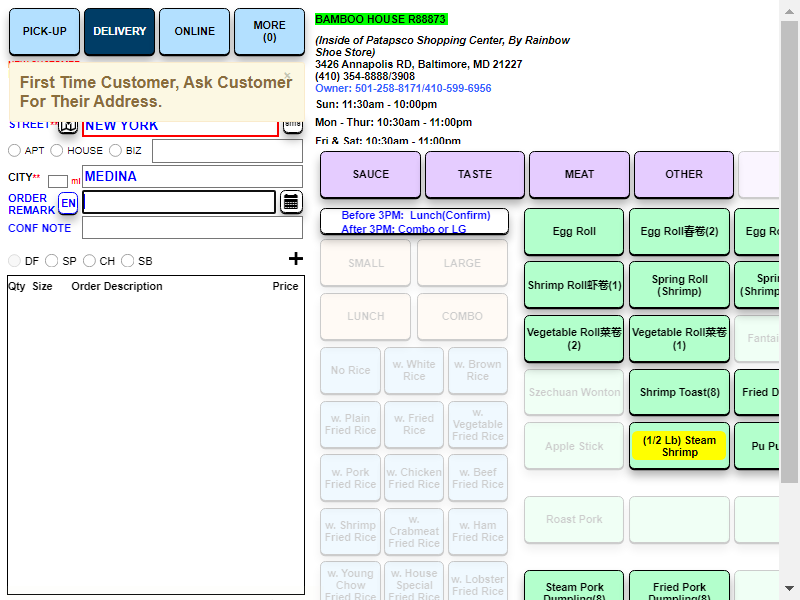 PICK-UP
DELIVERY
ONLINE
MORE
(0)
×
First Time Customer, Ask Customer
For Their Address.
STREET**
NEW YORK
APT
HOUSE
BIZ
CITY**
mi
MEDINA
ORDER
REMARK
EN
CONF NOTE
DF
SP
CH
SB
+
Qty
Size
Order Description
Price
BAMBOO HOUSE R88873
(Inside of Patapsco Shopping Center, By Rainbow
Shoe Store)
3426 Annapolis RD, Baltimore, MD 21227
(410) 354-8888/3908
Owner: 501-258-8171/410-599-6956
Sun: 11:30am - 10:00pm
Mon - Thur: 10:30am - 11:00pm
Fri & Sat: 10:30am - 11:00pm
SAUCE
TASTE
MEAT
OTHER
Before 3PM: Lunch(Confirm)
After 3PM: Combo or LG
SMALL
LARGE
LUNCH
COMBO
No Rice
w. White
Rice
w. Brown
Rice
w. Plain
Fried Rice
w. Fried
Rice
w.
Vegetable
Fried Rice
w. Pork
Fried Rice
w. Chicken
Fried Rice
w. Beef
Fried Rice
w. Shrimp
Fried Rice
w.
Crabmeat
Fried Rice
w. Ham
Fried Rice
w. Young
Chow
Fried Rice
w. House
Special
Fried Rice
w. Lobster
Fried Rice
Egg Roll
Egg Roll春卷(2)
Egg Ro
Shrimp Roll虾卷(1)
Spring Roll
(Shrimp)
Sprin
(Shrimp
Vegetable Roll菜卷
(2)
Vegetable Roll菜卷
(1)
Fantai
Szechuan Wonton
Shrimp Toast(8)
Fried D
Apple Stick
(1/2 Lb) Steam
Shrimp
Pu Pu
Roast Pork
Steam Pork
Dumpling(8)
Fried Pork
Dumpling(8)